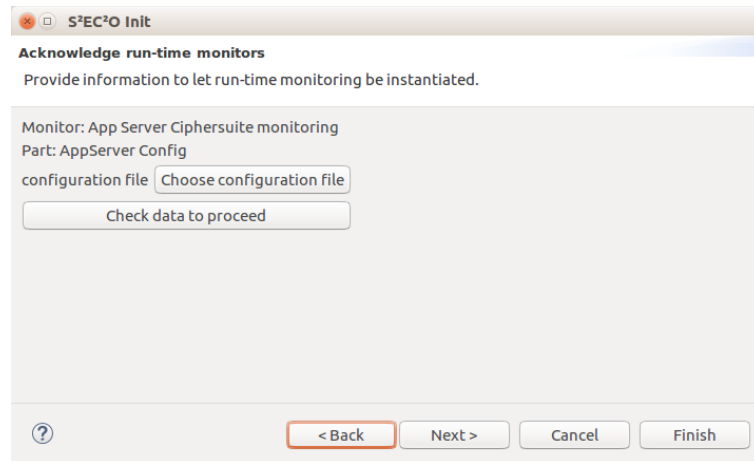 S²EC²O Init
Acknowledge run-time monitors
Provide information to let run-time monitoring be instantiated.
Monitor: App Server Ciphersuite monitoring
Part: AppServer Config
configuration file Choose configuration file
Check data to proceed
? < Back Next > Cancel Finish